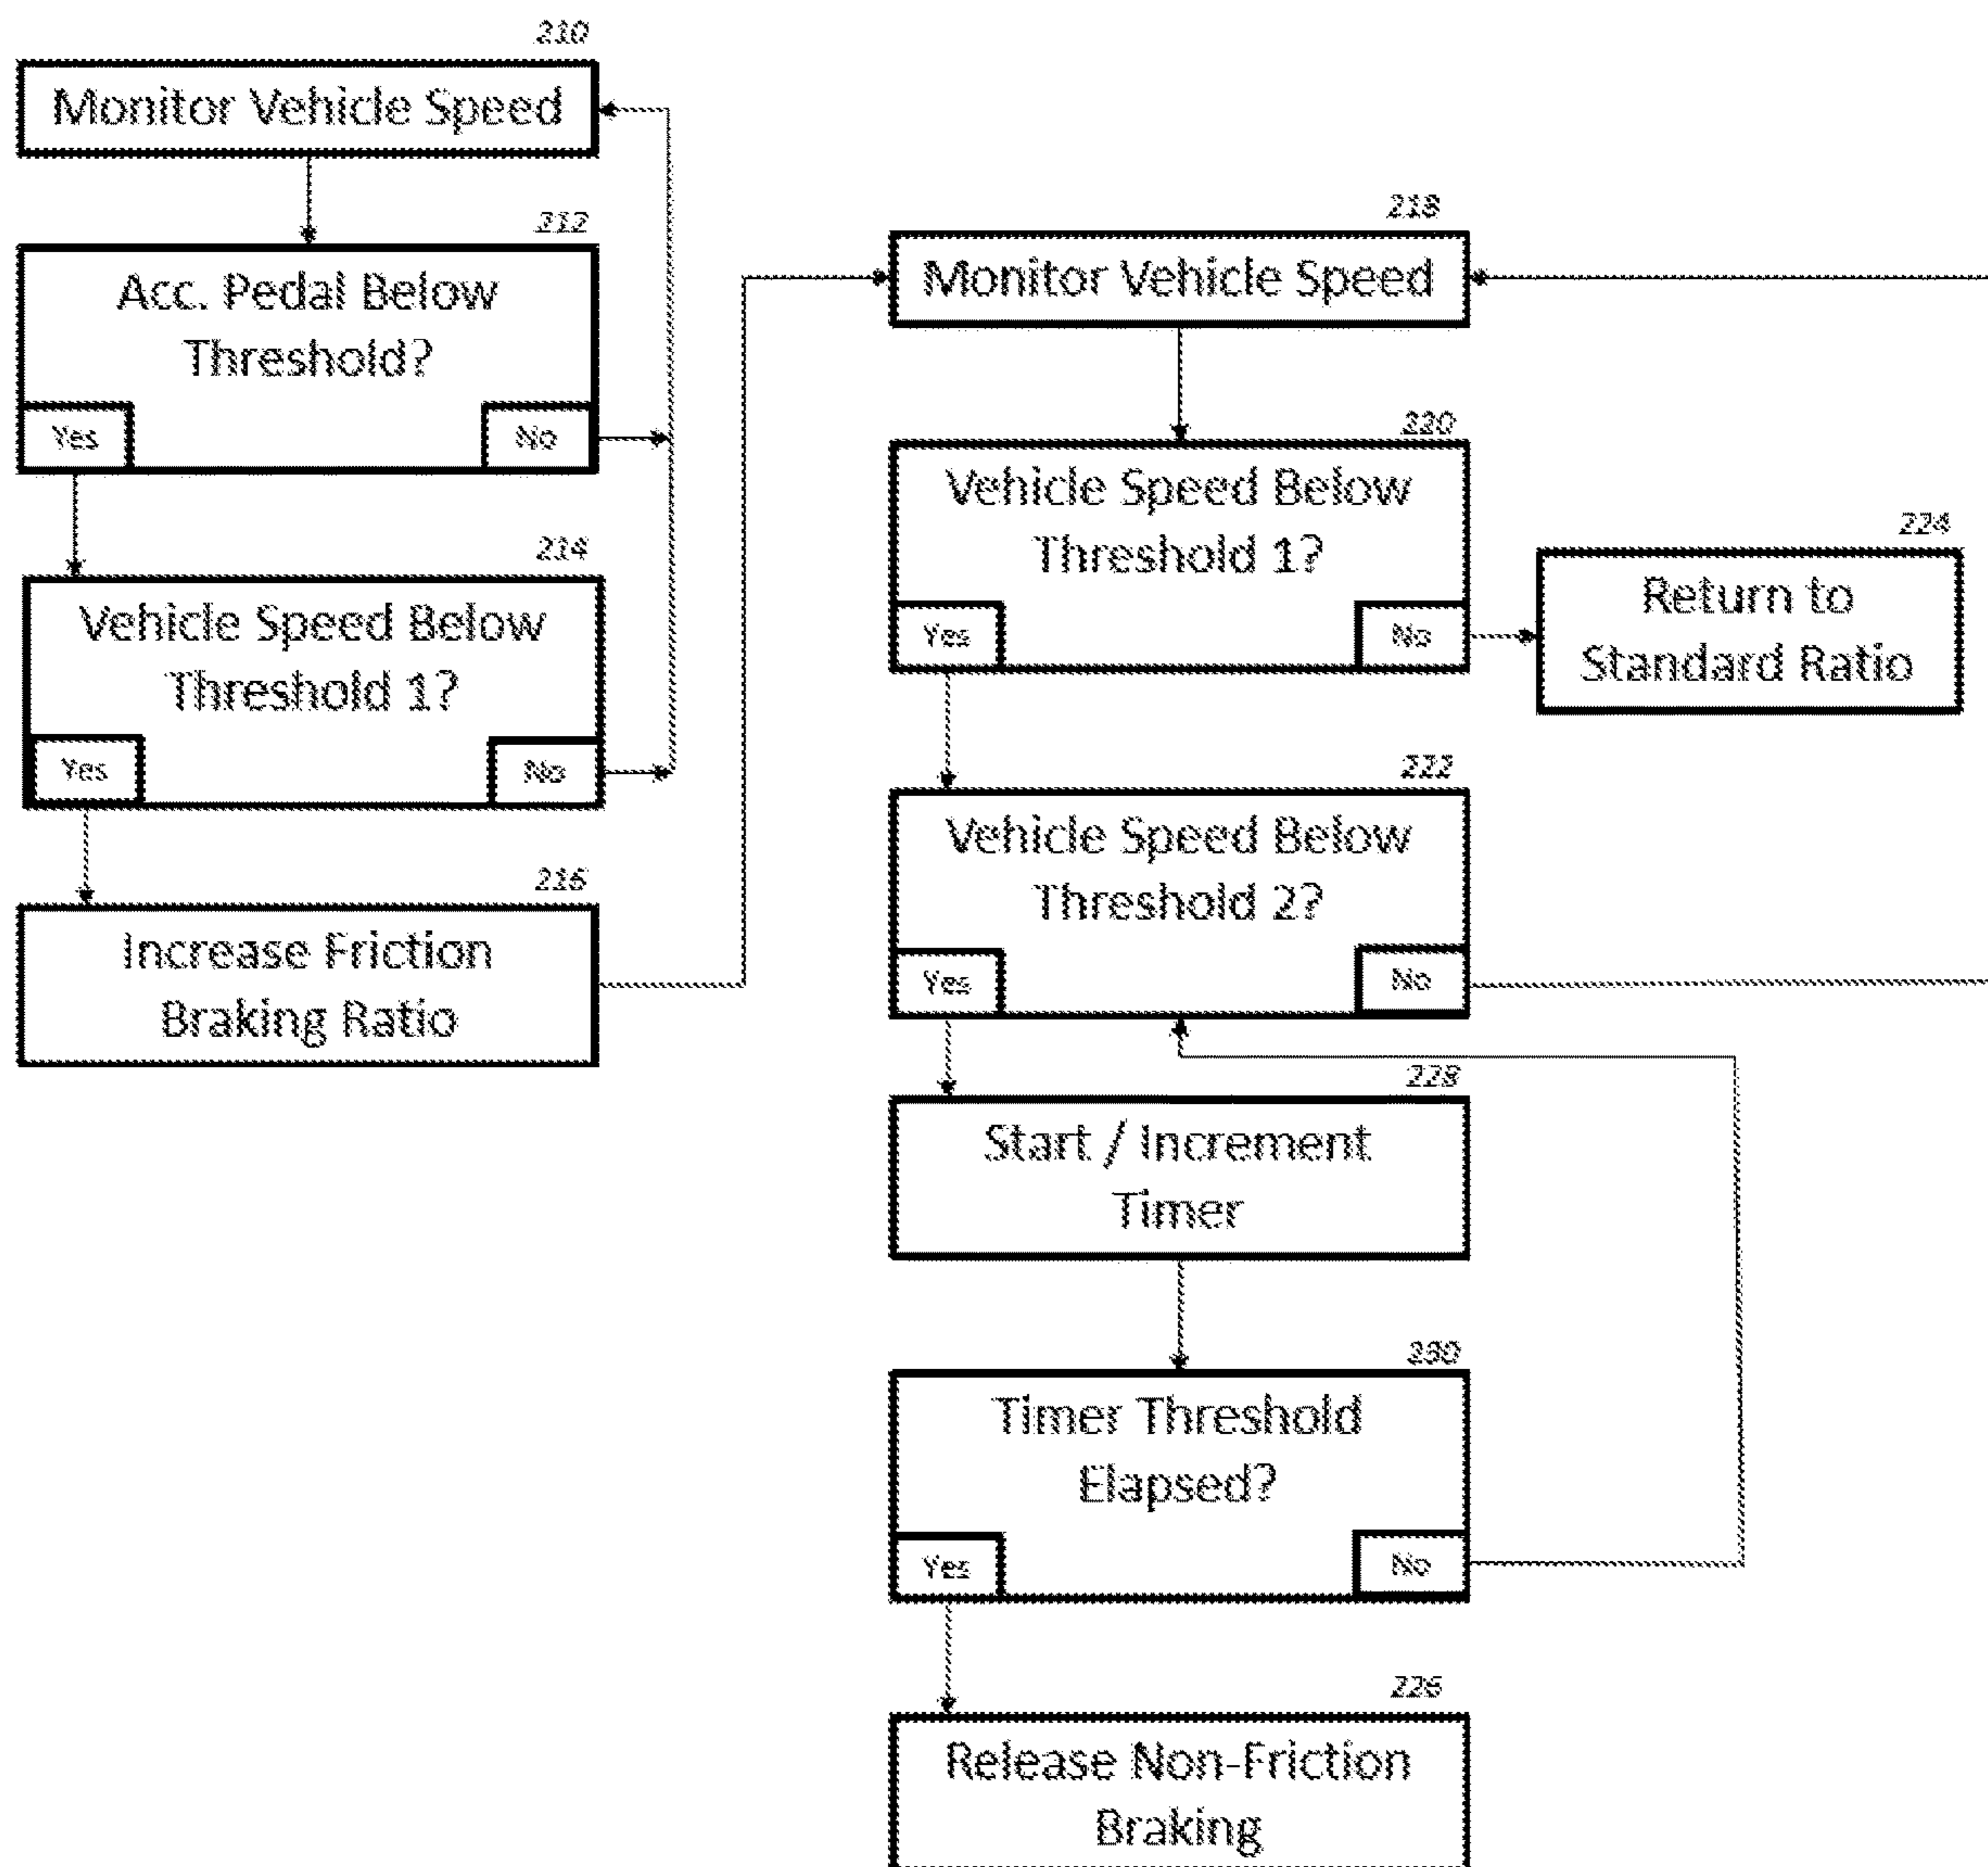 210
Monitor Vehicle Speed
212
Acc. Pedal Below
Threshold?
Yes
No
214
Vehicle Speed Below
Threshold 1?
Yes
No
216
Increase Friction
Braking Ratio
218
Monitor Vehicle Speed
220
Vehicle Speed Below
Threshold 1?
Yes
No
224
Return to
Standard Ratio
222
Vehicle Speed Below
Threshold 2?
Yes
No
228
Start / Increment
Timer
230
Timer Threshold
Elapsed?
Yes
No
226
Release Non-Friction
Braking